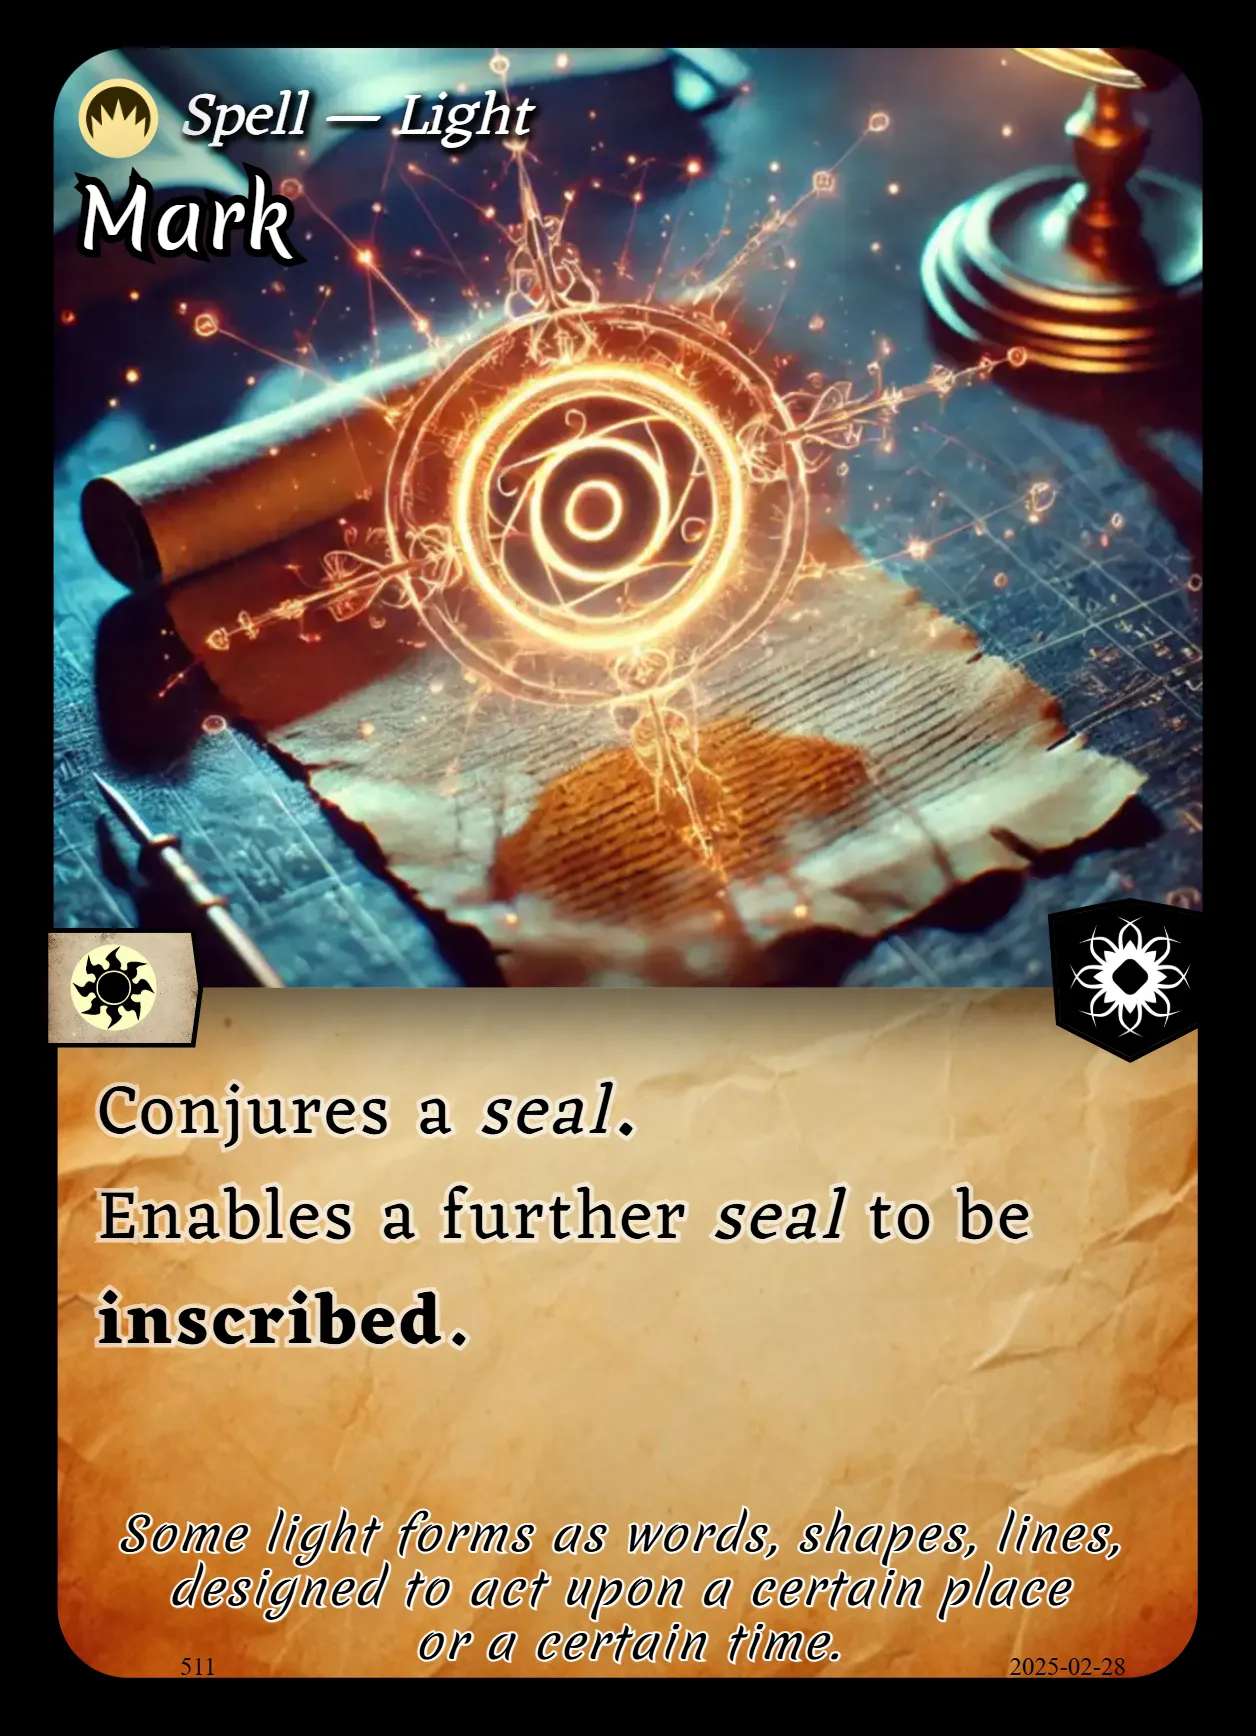 Spell — Light
Mark
Conjures a seal.
Enables a further seal to be
inscribed.
Some light forms as words, shapes, lines,
designed to act upon a certain place
or a certain time.
511
2025-02-28